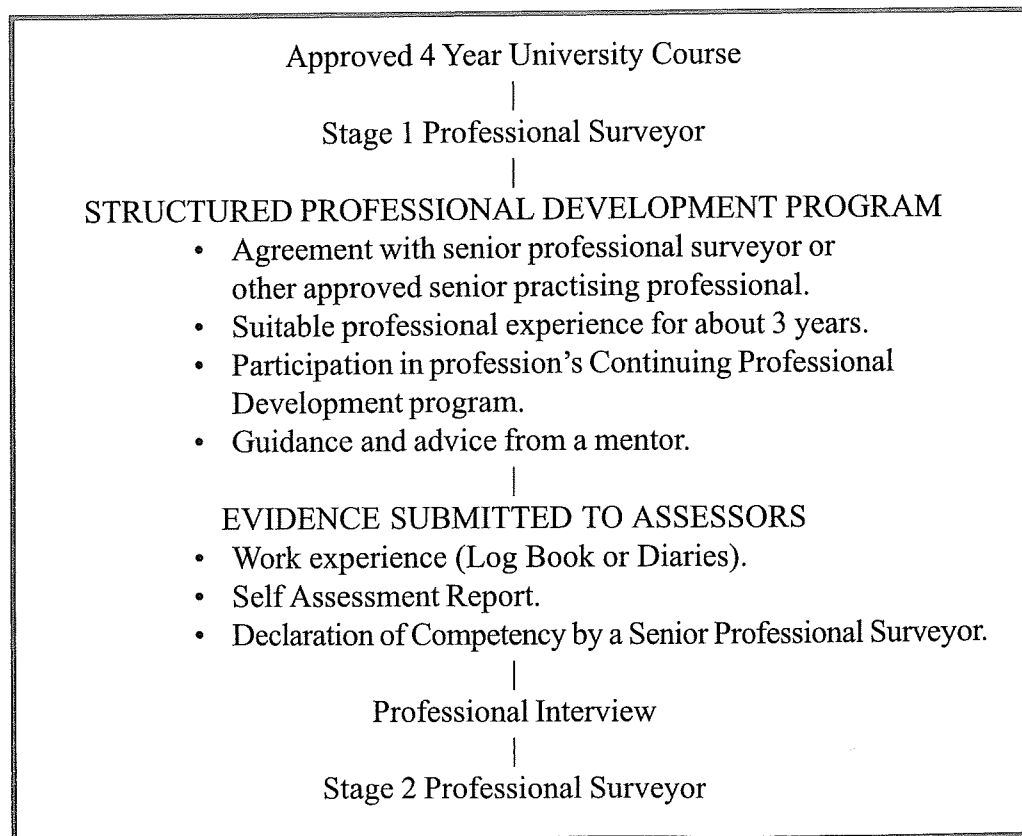 Approved 4 Year University Course
Stage 1 Professional Surveyor
STRUCTURED PROFESSIONAL DEVELOPMENT PROGRAM
• Agreement with senior professional surveyor or
other approved senior practising professional.
• Suitable professional experience for about 3 years.
• Participation in profession's Continuing Professional
Development program.
• Guidance and advice from a mentor.
EVIDENCE SUBMITTED TO ASSESSORS
• Work experience (Log Book or Diaries).
• Self Assessment Report.
• Declaration of Competency by a Senior Professional Surveyor.
Professional Interview
Stage 2 Professional Surveyor